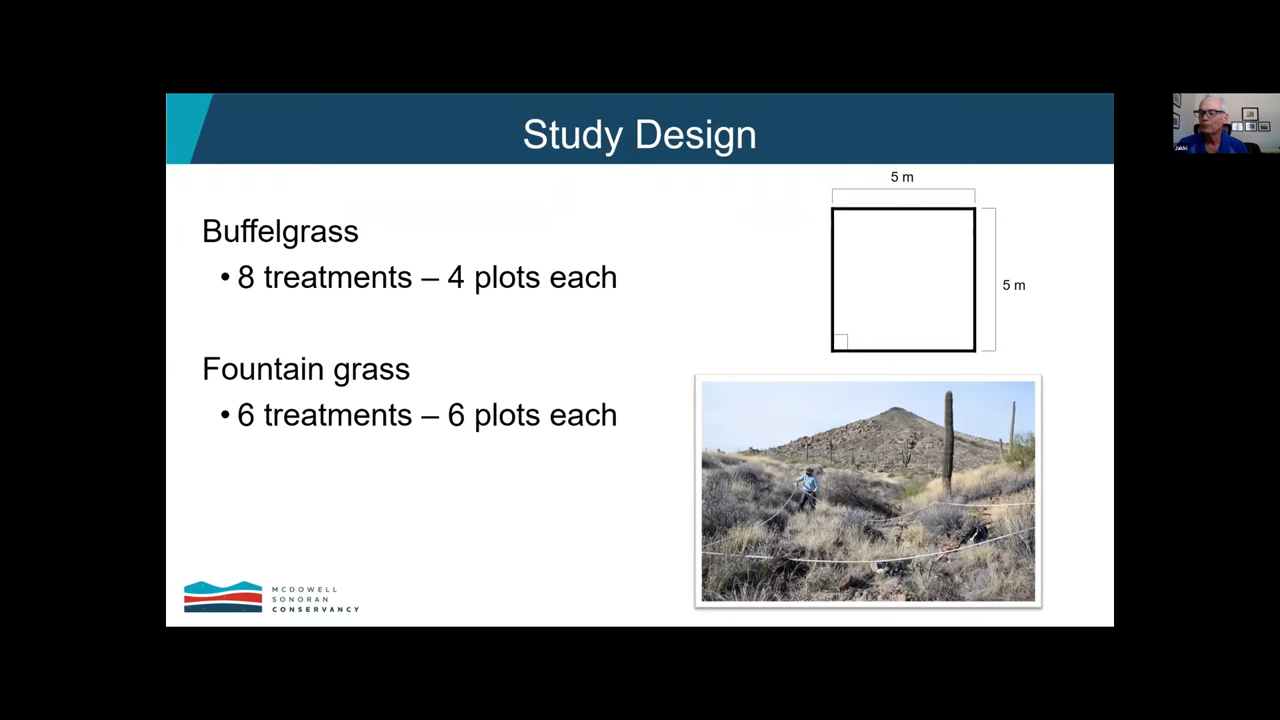 Study Design
5 m
Buffelgrass
• 8 treatments – 4 plots each
5 m
Fountain grass
• 6 treatments – 6 plots each
MCDOWELL
SONORAN
CONSERVANCY
Jakki